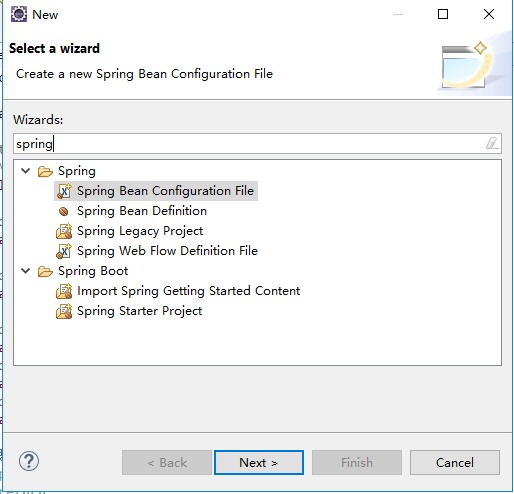 New
Select a wizard
Create a new Spring Bean Configuration File
Wizards:
spring
Spring
Spring Bean Configuration File
Spring Bean Definition
Spring Legacy Project
Spring Web Flow Definition File
Spring Boot
Import Spring Getting Started Content
Spring Starter Project
< Back Next > Finish Cancel